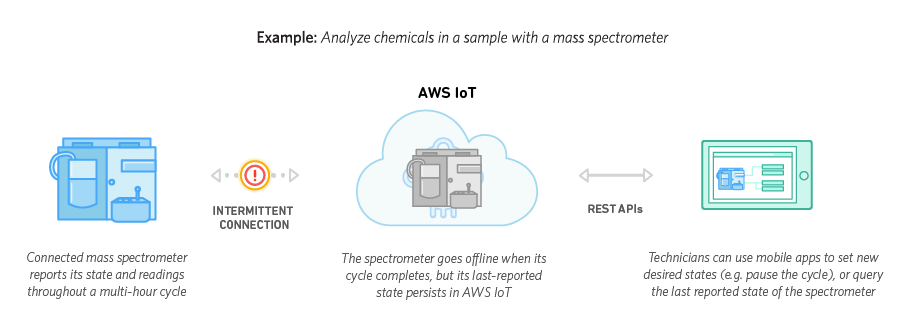 Example: Analyze chemicals in a sample with a mass spectrometer
AWS IoT
INTERMITTENT
CONNECTION
REST APIs
Connected mass spectrometer
reports its state and readings
throughout a multi-hour cycle
The spectrometer goes offline when its
cycle completes, but its last-reported
state persists in AWS IoT
Technicians can use mobile apps to set new
desired states (e.g. pause the cycle), or query
the last reported state of the spectrometer